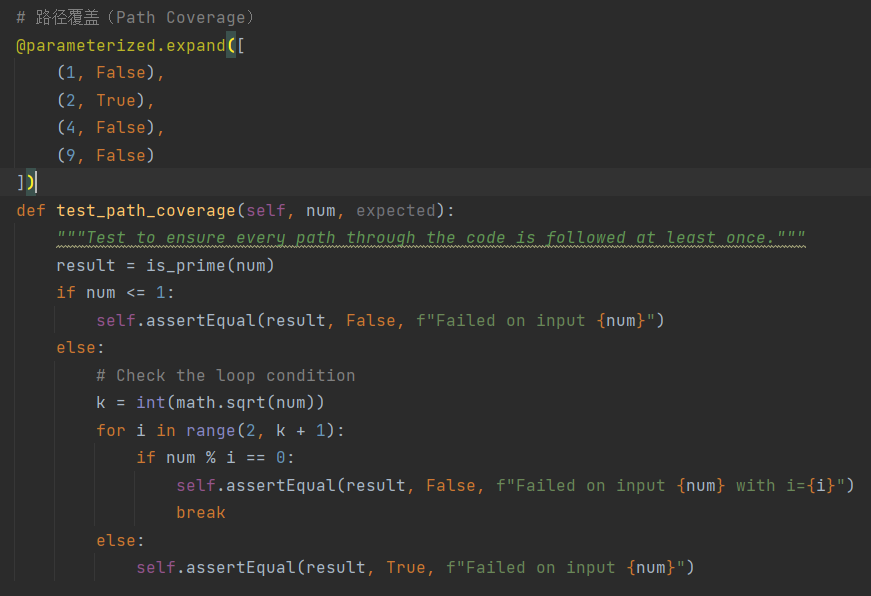 # 路径覆盖（Path Coverage）
@parameterized.expand([
    (1, False),
    (2, True),
    (4, False),
    (9, False)
])
def test_path_coverage(self, num, expected):
    """Test to ensure every path through the code is followed at least once."""
    result = is_prime(num)
    if num <= 1:
        self.assertEqual(result, False, f"Failed on input {num}")
    else:
        # Check the loop condition
        k = int(math.sqrt(num))
        for i in range(2, k + 1):
            if num % i == 0:
                self.assertEqual(result, False, f"Failed on input {num} with i={i}")
                break
        else:
            self.assertEqual(result, True, f"Failed on input {num}")